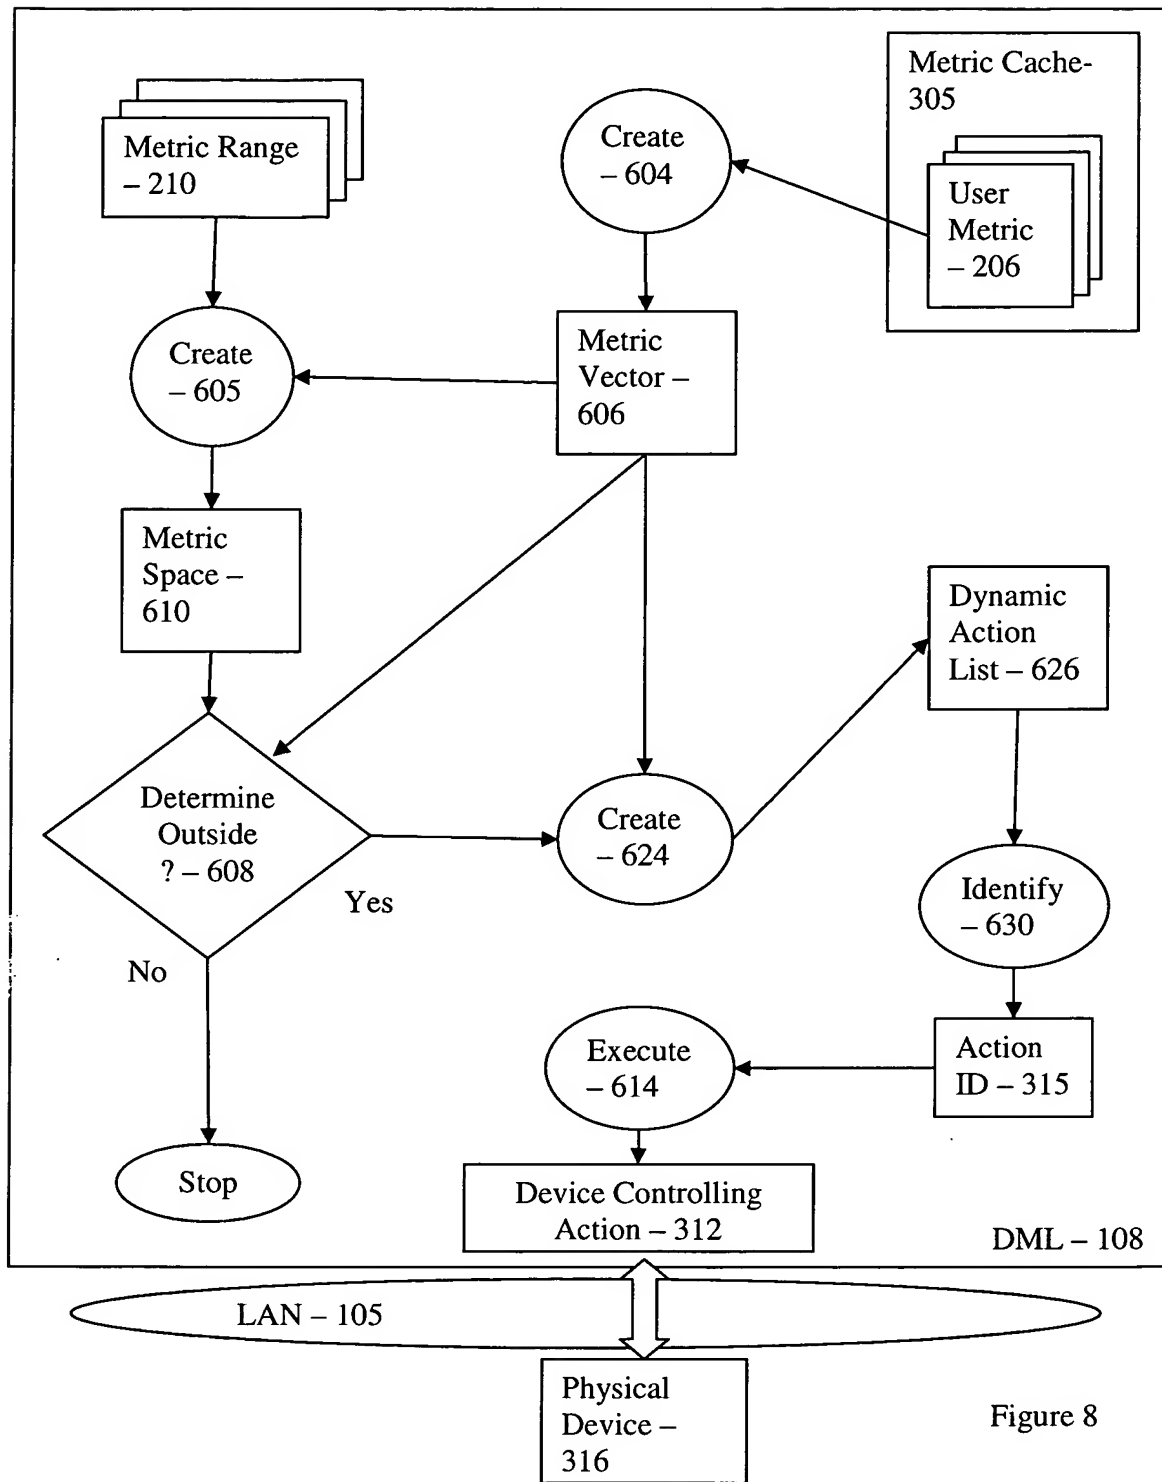 Metric Cache-
305
Metric Range
– 210
Create
– 604
User
Metric
– 206
Create
– 605
Metric
Vector –
606
Metric
Space –
610
Dynamic
Action
List – 626
Determine
Outside
? – 608
Create
– 624
Yes
Identify
– 630
No
Execute
– 614
Action
ID – 315
Stop
Device Controlling
Action – 312
DML – 108
LAN – 105
Physical
Device –
316
Figure 8